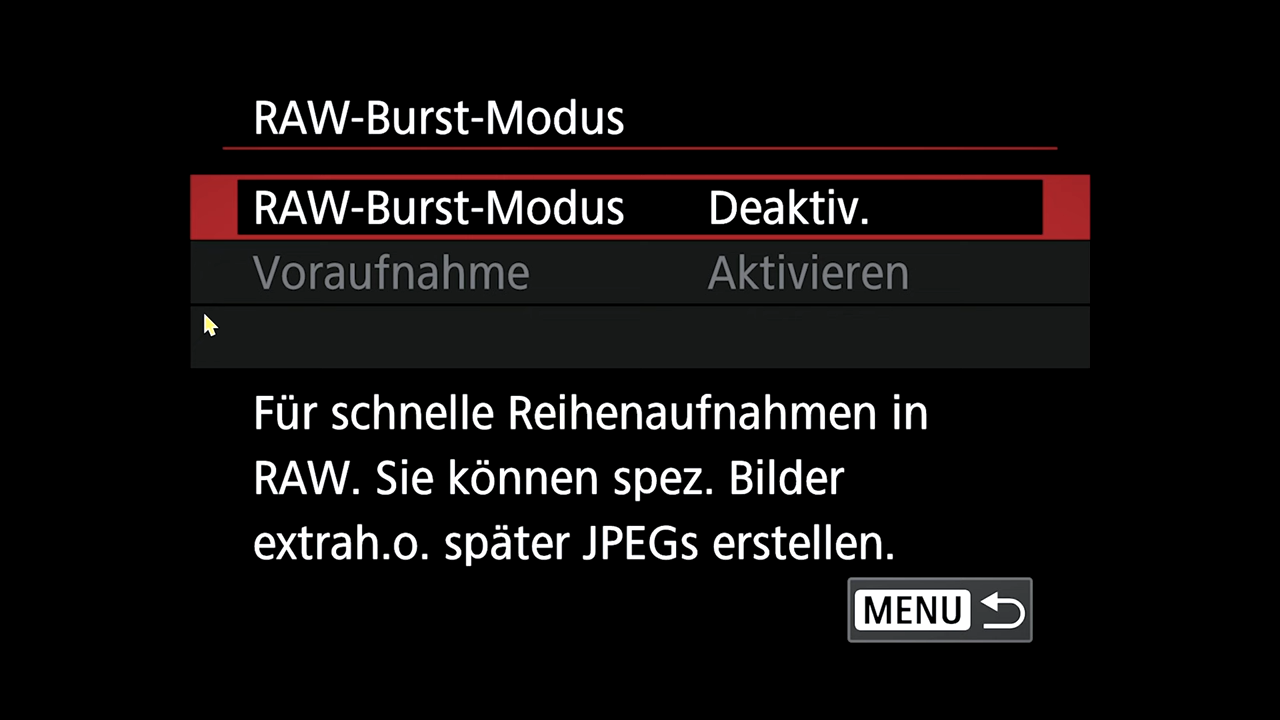 RAW-Burst-Modus
RAW-Burst-Modus Deaktiv.
Voraufnahme Aktivieren
Für schnelle Reihenaufnahmen in
RAW. Sie können spez. Bilder
extrah.o. später JPEGs erstellen.
MENU